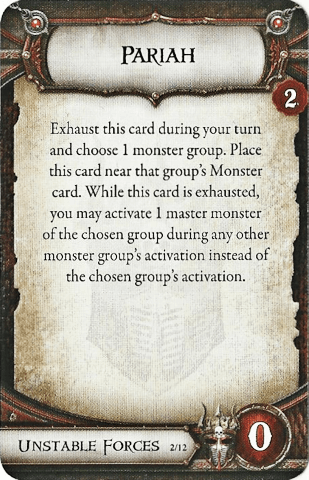 PARIAH
2
Exhaust this card during your turn
and choose 1 monster group. Place
this card near that group's Monster
card. While this card is exhausted,
you may activate 1 master monster
of the chosen group during any other
monster group's activation instead of
the chosen group's activation.
UNSTABLE FORCES 2/12
0